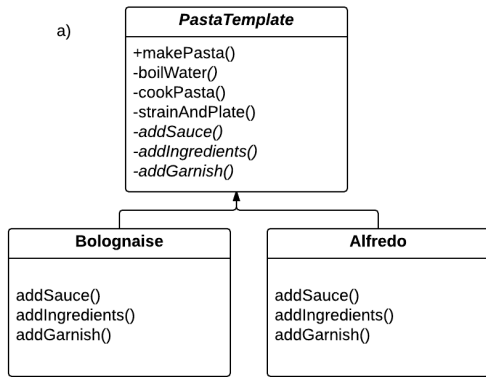 a)
PastaTemplate
+makePasta()
-boilWater()
-cookPasta()
-strainAndPlate()
-addSauce()
-addIngredients()
-addGarnish()
Bolognaise
addSauce()
addIngredients()
addGarnish()
Alfredo
addSauce()
addIngredients()
addGarnish()